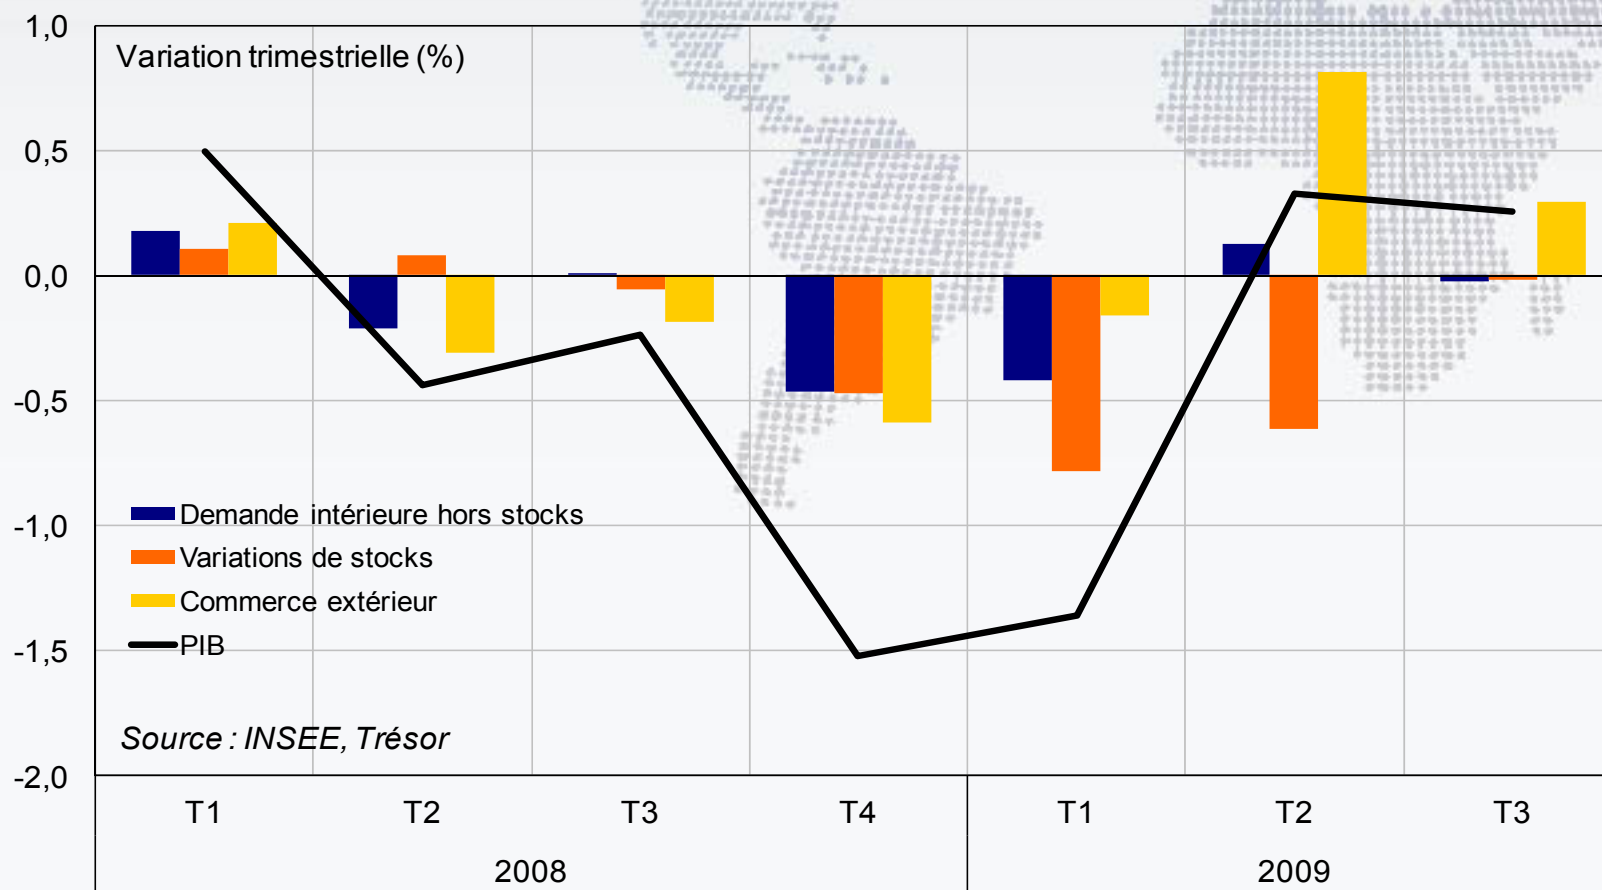 Variation trimestrielle (%)
1,0
0,5
0,0
-0,5
-1,0
-1,5
-2,0
Demande intérieure hors stocks
Variations de stocks
Commerce extérieur
PIB
Source : INSEE, Trésor
T1 T2 T3 T4 T1 T2 T3
2008 2009